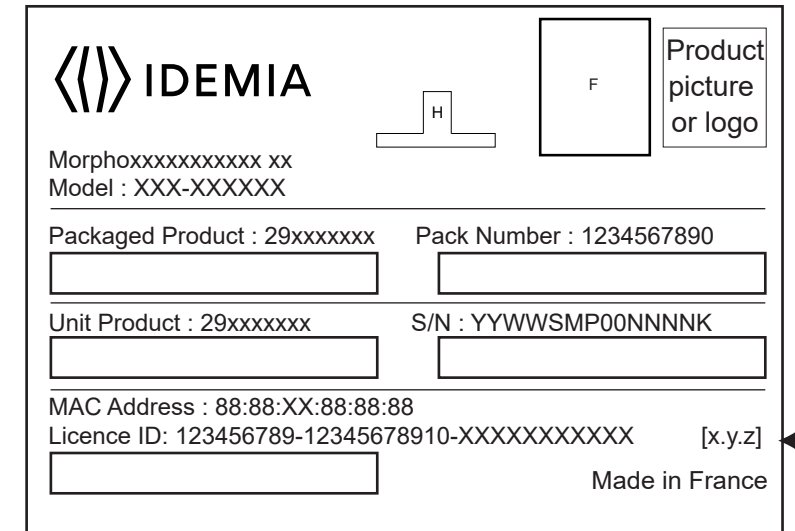 IDEMIA
H
F
Product
picture
or logo
Morphoxxxxxxxxxxx xx
Model : XXX-XXXXXX
Packaged Product : 29xxxxxxx
Pack Number : 1234567890
Unit Product : 29xxxxxxx
S/N : YYWWSMP00NNNNK
MAC Address : 88:88:XX:88:88:88
Licence ID: 123456789-12345678910-XXXXXXXXXXX [x.y.z]
Made in France